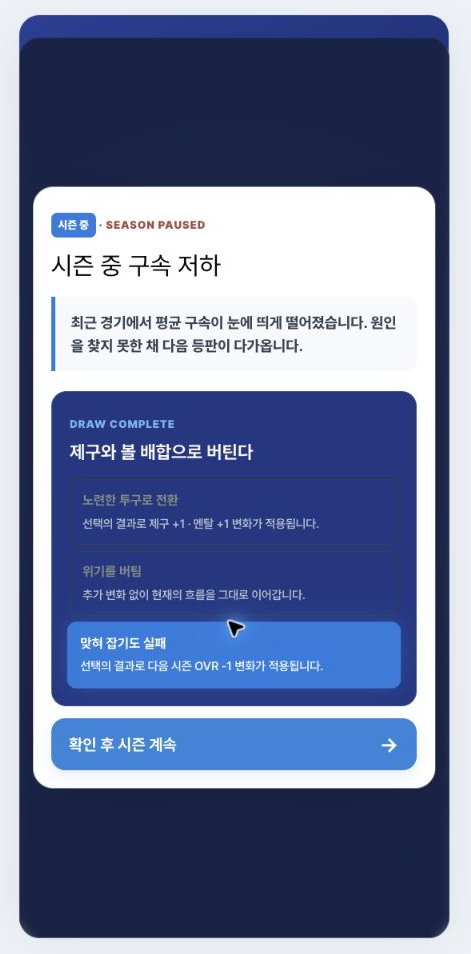 시즌 중 · SEASON PAUSED
시즌 중 구속 저하
최근 경기에서 평균 구속이 눈에 띄게 떨어졌습니다. 원인
을 찾지 못한 채 다음 등판이 다가옵니다.
DRAW COMPLETE
제구와 볼 배합으로 버틴다
노련한 투구로 전환
선택의 결과로 제구 +1 · 멘탈 +1 변화가 적용됩니다.
위기를 버팀
추가 변화 없이 현재의 흐름을 그대로 이어갑니다.
맞혀 잡기도 실패
선택의 결과로 다음 시즌 OVR -1 변화가 적용됩니다.
확인 후 시즌 계속 →